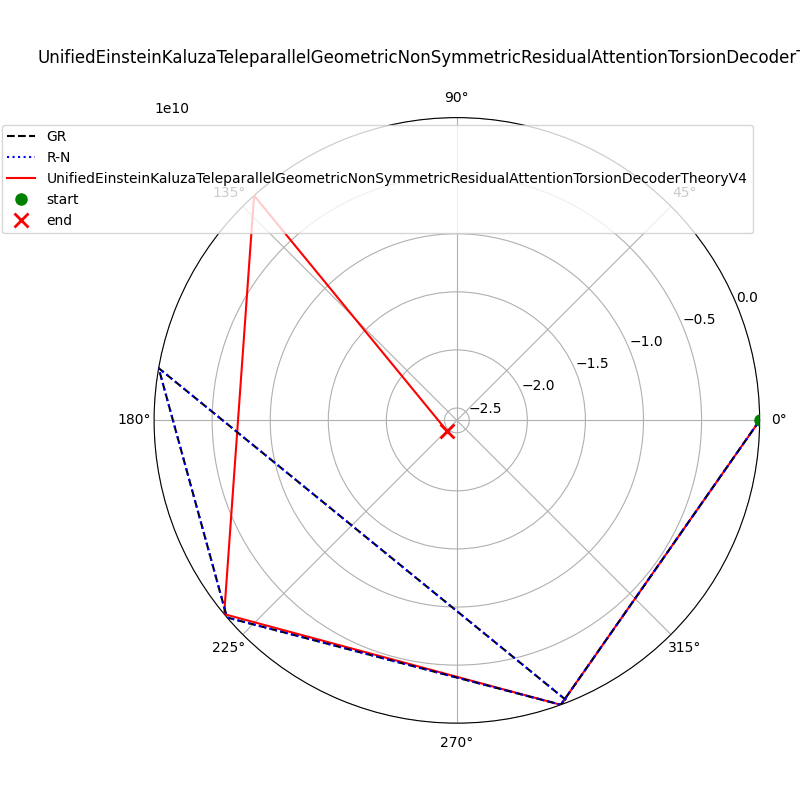 UnifiedEinsteinKaluzaTeleparallelGeometricNonSymmetricResidualAttentionTorsionDecoderT
90°
1e10
GR
R-N
UnifiedEinsteinKaluzaTeleparallelGeometricNonSymmetricResidualAttentionTorsionDecoderTheoryV4
135°
45°
start
end
0.0
−0.5
−1.0
−1.5
−2.0
−2.5
180°
0°
225°
315°
270°